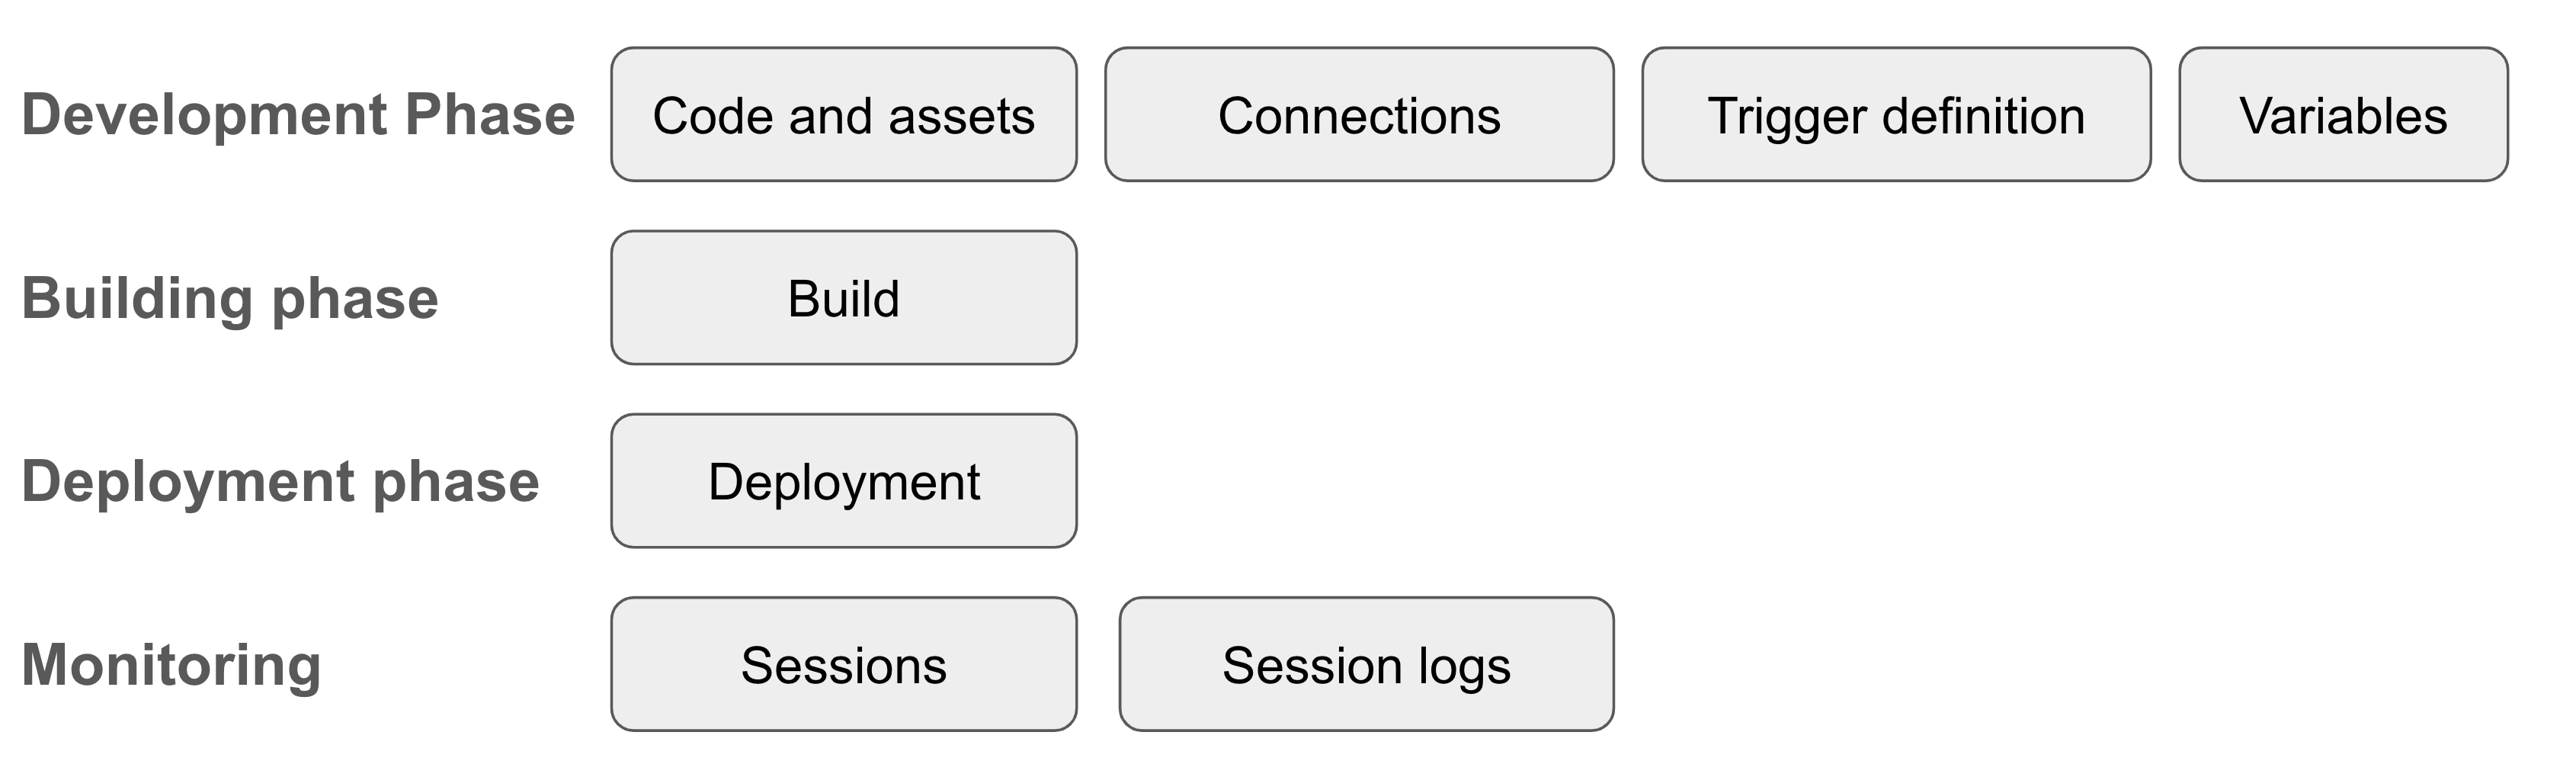 Development Phase
Code and assets
Connections
Trigger definition
Variables
Building phase
Build
Deployment phase
Deployment
Monitoring
Sessions
Session logs